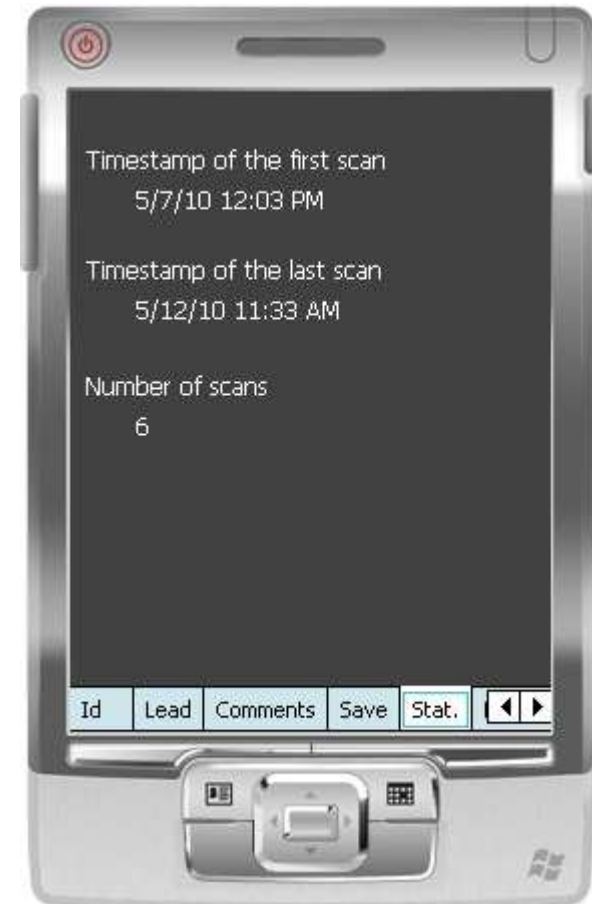 Timestamp of the first scan
5/7/10 12:03 PM
Timestamp of the last scan
5/12/10 11:33 AM
Number of scans
6
Id Lead Comments Save Stat.